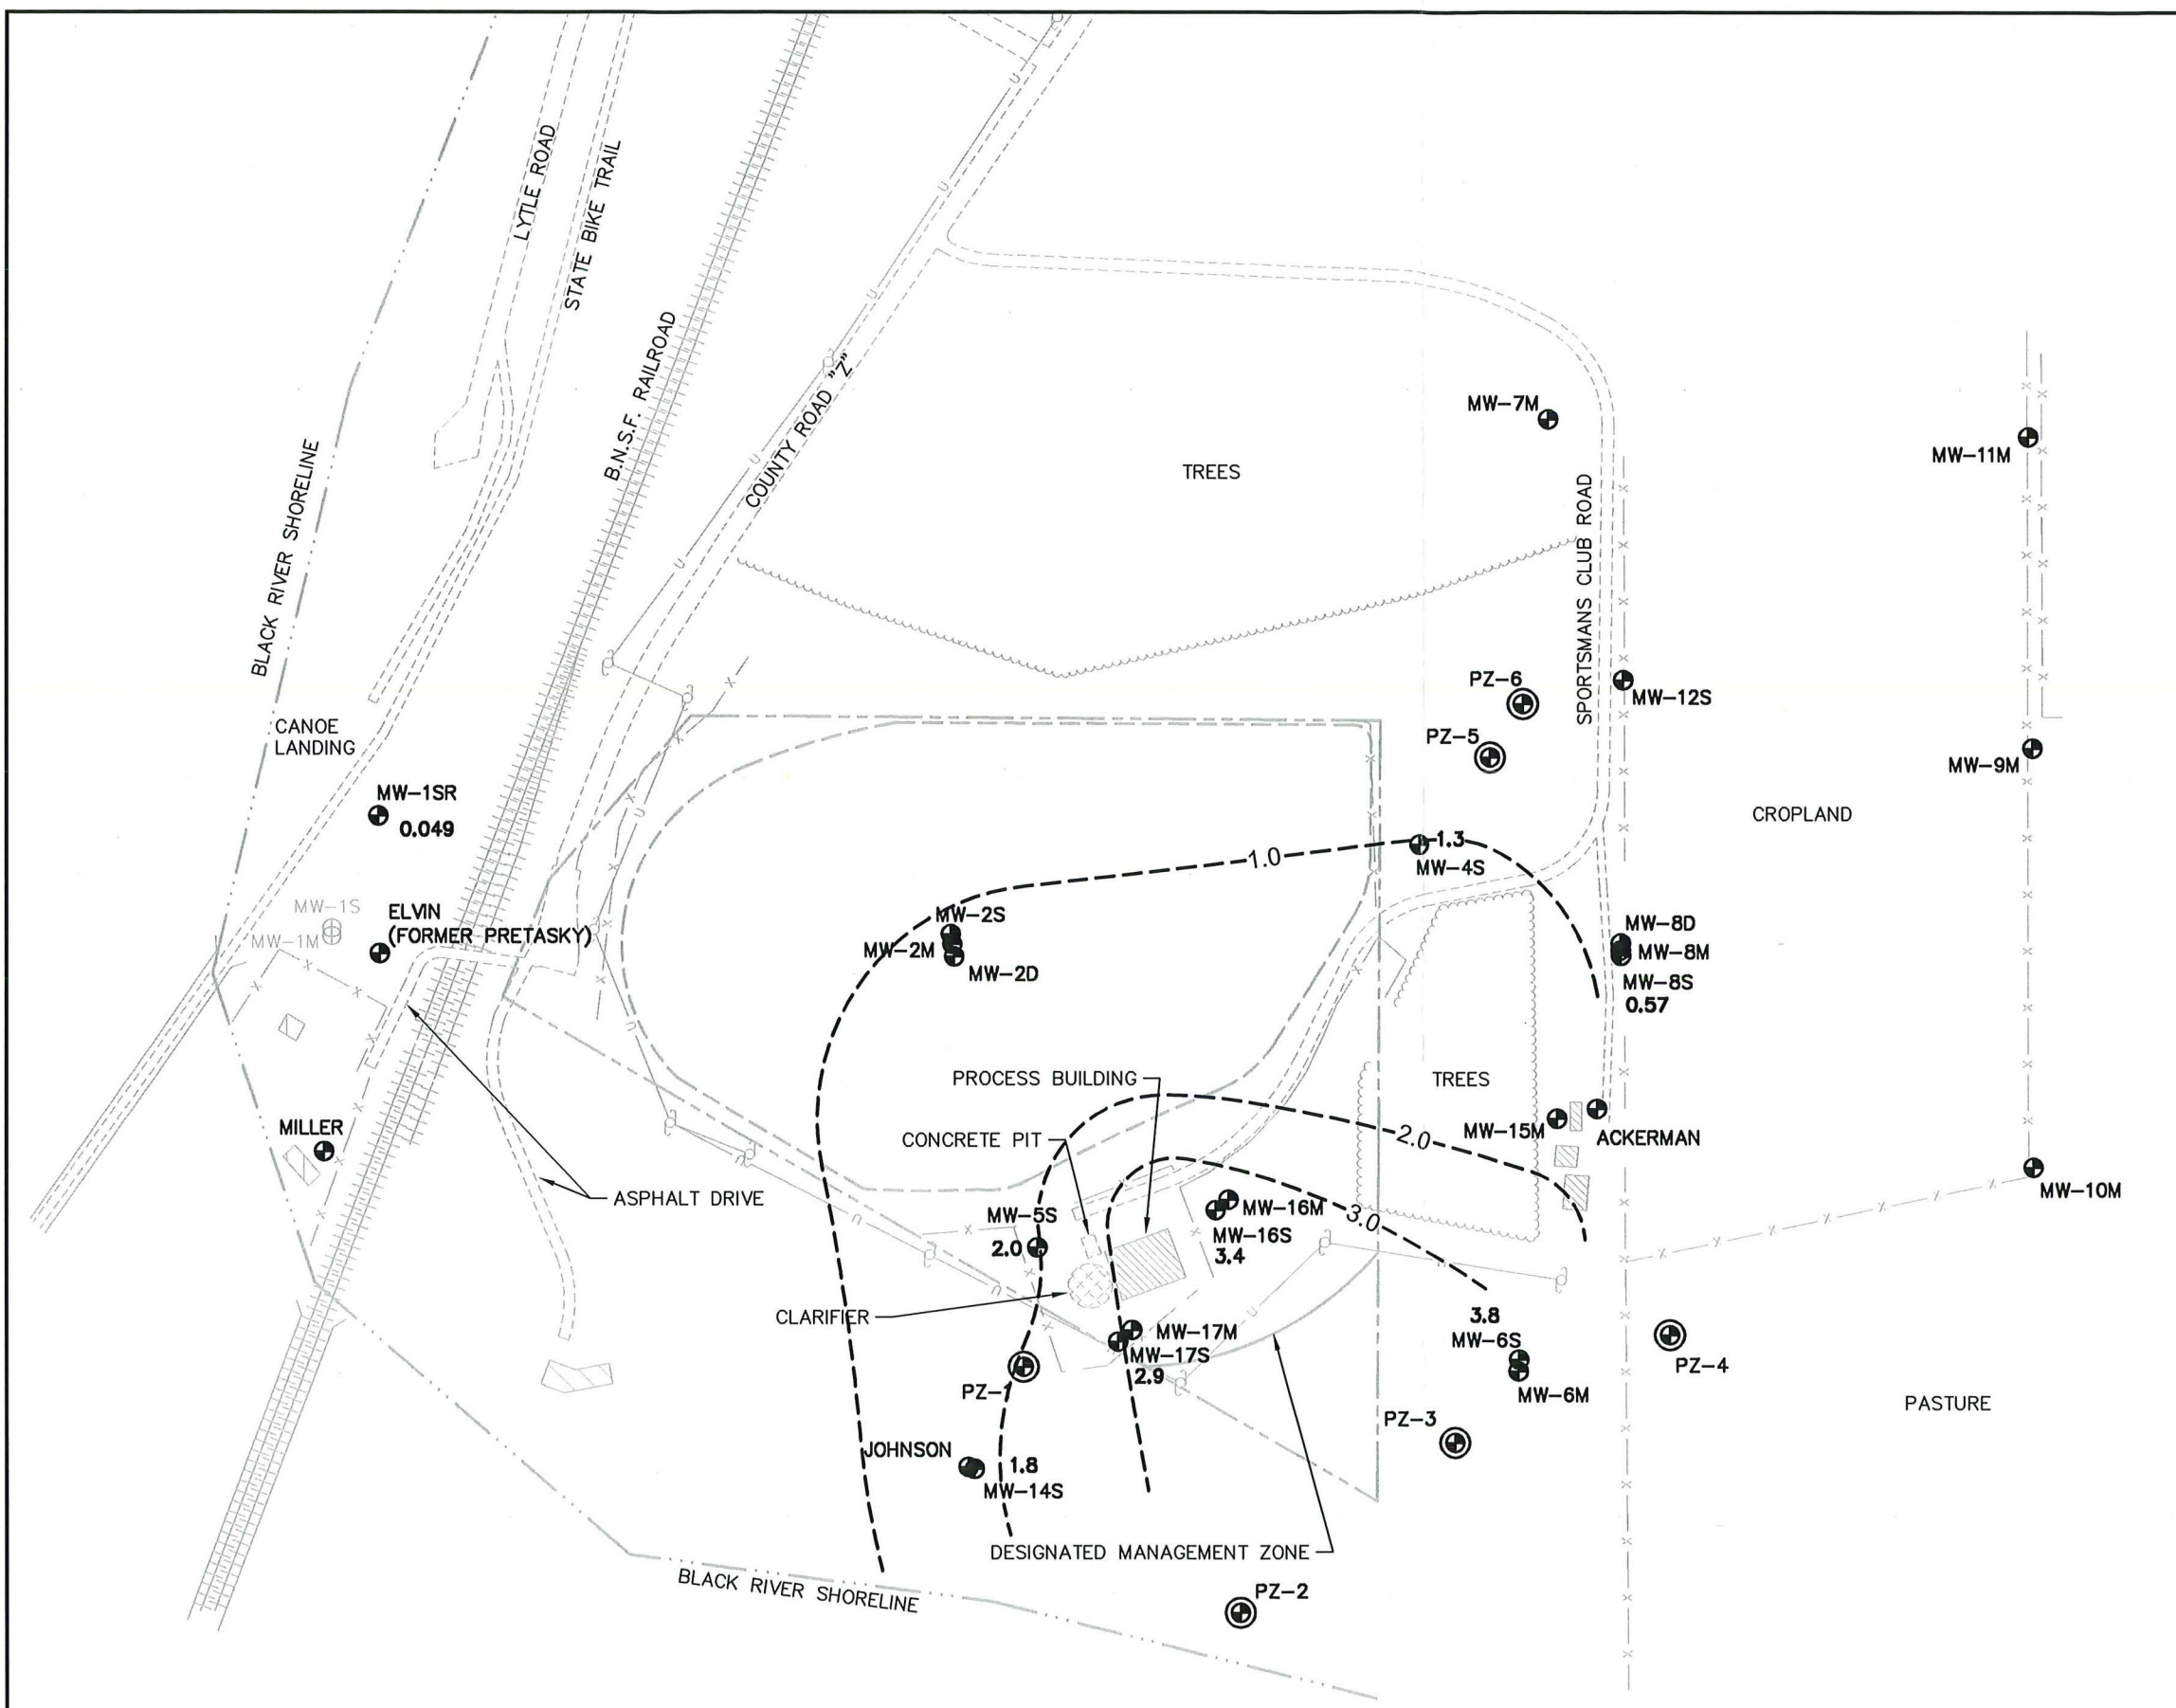 LYTLE ROAD
STATE BIKE TRAIL
B.N.S.F. RAILROAD
COUNTY ROAD "Z"
BLACK RIVER SHORELINE
TREES
MW-7M
MW-11M
SPORTSMANS CLUB ROAD
PZ-6
MW-12S
PZ-5
MW-9M
CANOE
LANDING
MW-1SR
0.049
CROPLAND
1.0
1.3
MW-4S
MW-1S
MW-1M
ELVIN
(FORMER PRETASKY)
MW-2S
MW-2M
MW-2D
MW-8D
MW-8M
MW-8S
0.57
PROCESS BUILDING
TREES
CONCRETE PIT
2.0
MW-15M
ACKERMAN
MILLER
ASPHALT DRIVE
MW-10M
MW-5S
2.0
MW-16M
MW-16S
3.4
3.0
CLARIFIER
MW-17M
MW-17S
2.9
3.8
MW-6S
MW-6M
PZ-4
PZ-1
PZ-3
PASTURE
JOHNSON
1.8
MW-14S
DESIGNATED MANAGEMENT ZONE
BLACK RIVER SHORELINE
PZ-2
U
U
U
U
U
U
U
U
U
U
U
U
X
X
X
X
X
X
X
X
X
X
X
X